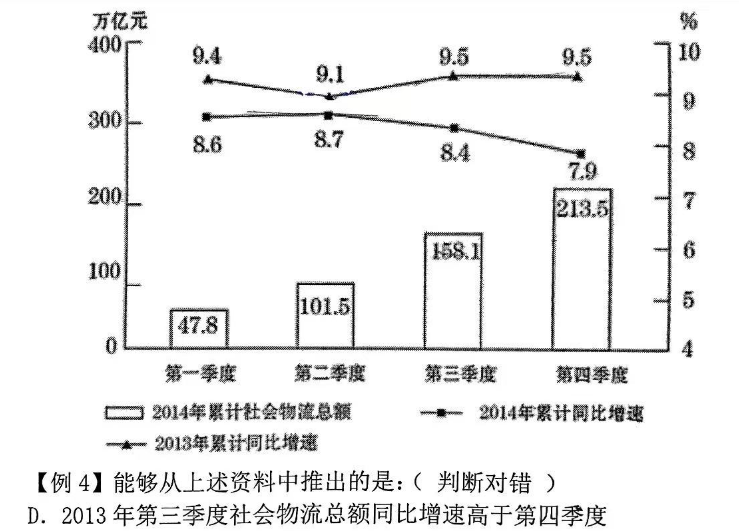 万亿元 %
400 10
9.4 9.1 9.5 9.5
9
300
8.6 8.7 8.4 7.9
8
200 7
213.5
158.1
6
100
101.5
5
47.8
0 4
第一季度 第二季度 第三季度 第四季度
2014年累计社会物流总额 2014年累计同比增速
2013年累计同比增速
【例 4】能够从上述资料中推出的是:( 判断对错 )
D. 2013 年第三季度社会物流总额同比增速高于第四季度